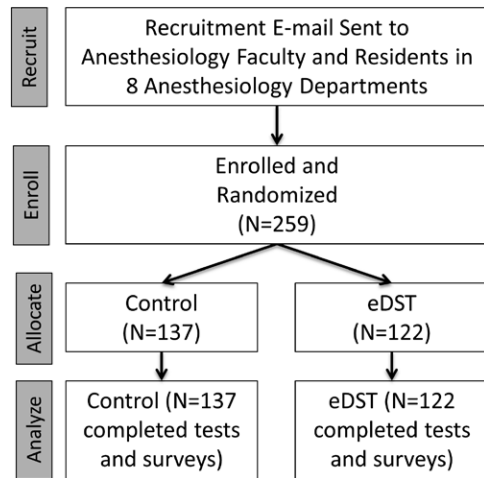 Recruit
Recruitment E-mail Sent to
Anesthesiology Faculty and Residents in
8 Anesthesiology Departments
Enroll
Enrolled and
Randomized
(N=259)
Allocate
Control
(N=137)
eDST
(N=122)
Analyze
Control (N=137
completed tests
and surveys)
eDST (N=122
completed tests
and surveys)